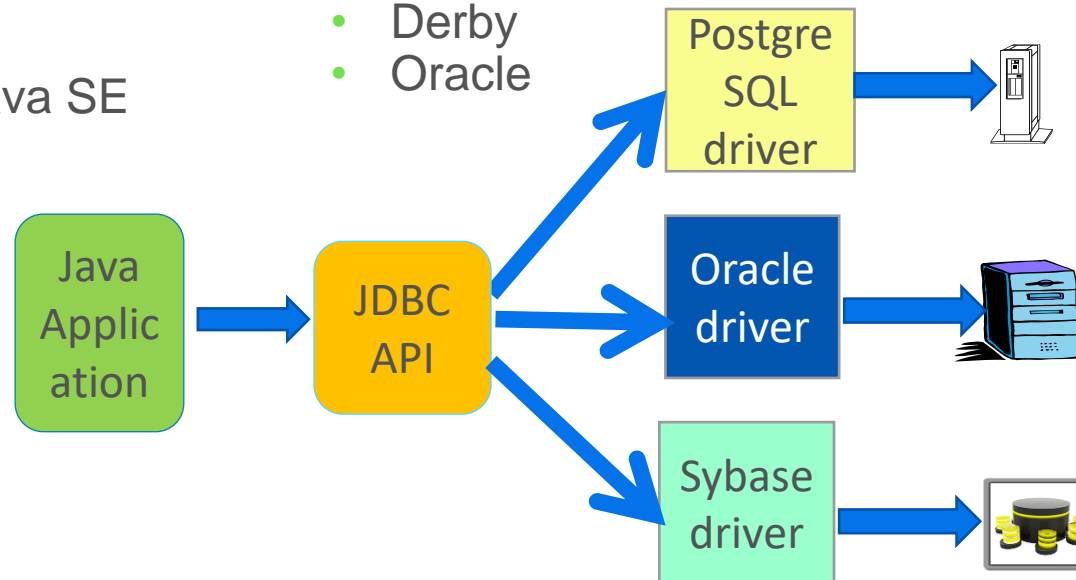 Derby
Oracle
va SE
Postgre
SQL
driver
Java
Applic
ation
JDBC
API
Oracle
driver
Sybase
driver